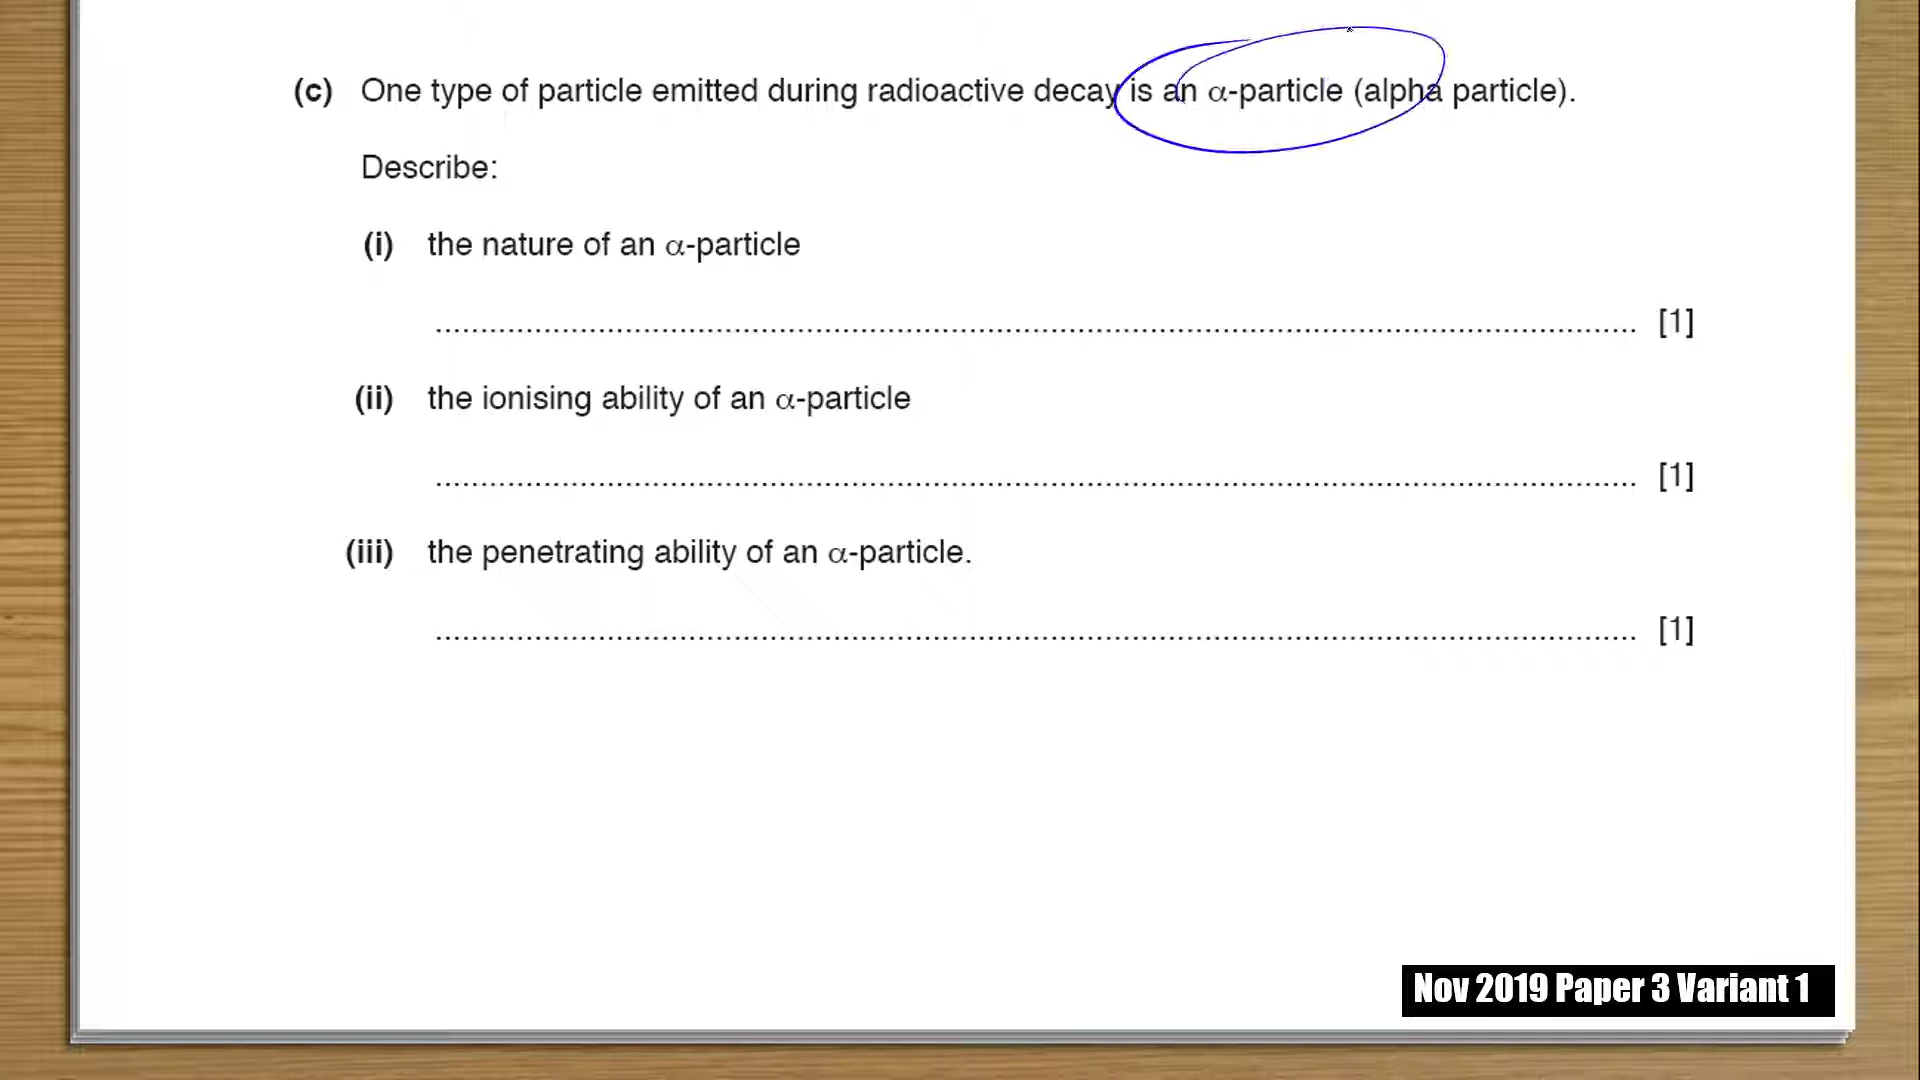 (c) One type of particle emitted during radioactive decay is an α-particle (alpha particle).
Describe:
(i) the nature of an α-particle
.................................................................................................................................... [1]
(ii) the ionising ability of an α-particle
.................................................................................................................................... [1]
(iii) the penetrating ability of an α-particle.
.................................................................................................................................... [1]
Nov 2019 Paper 3 Variant 1